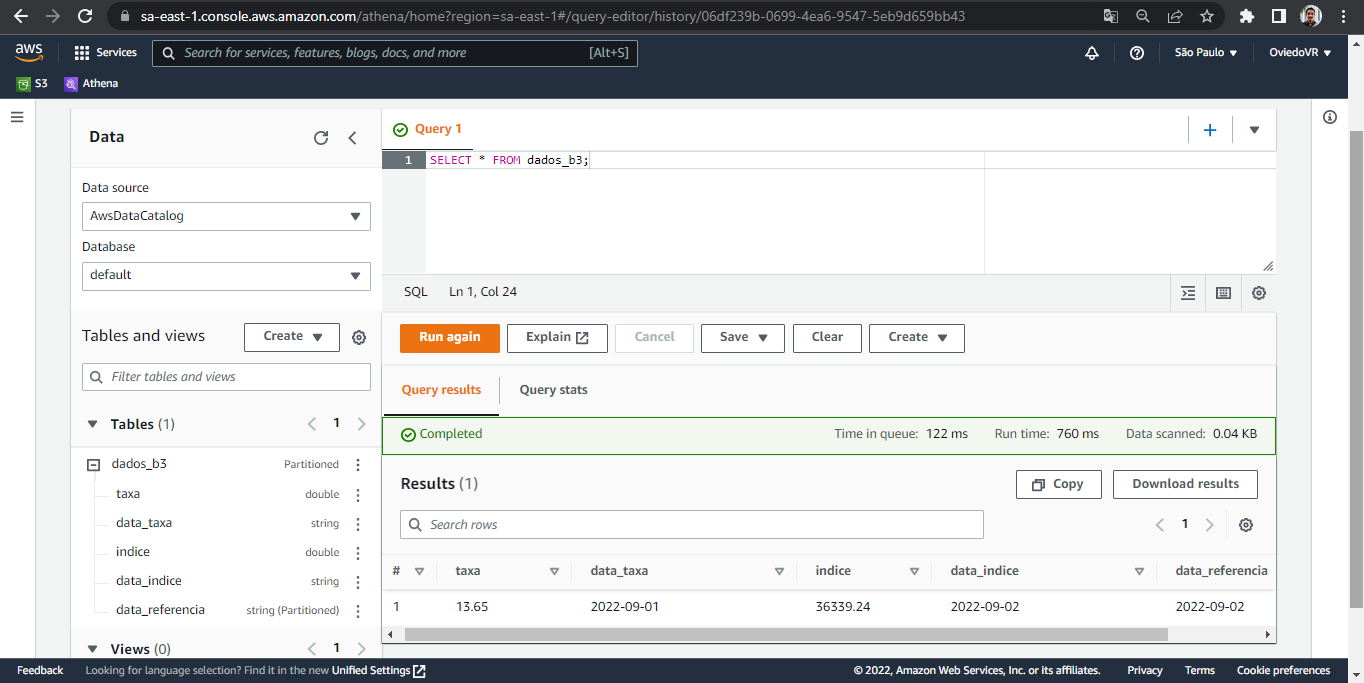 sa-east-1.console.aws.amazon.com/athena/home?region=sa-east-1#/query-editor/history/06df239b-0699-4ea6-9547-5eb9d659bb43
aws Services Search for services, features, blogs, docs, and more [Alt+S] São Paulo OviedoVR
S3 Athena
Data
Data source
AwsDataCatalog
Database
default
Tables and views Create
Filter tables and views
Tables (1) 1
dados_b3 Partitioned
taxa double
data_taxa string
indice double
data_indice string
data_referencia string (Partitioned)
Views (0) 1
Query 1
1 SELECT * FROM dados_b3;
SQL Ln 1, Col 24
Run again Explain Cancel Save Clear Create
Query results Query stats
Completed Time in queue: 122 ms Run time: 760 ms Data scanned: 0.04 KB
Results (1) Copy Download results
Search rows 1
# taxa data_taxa indice data_indice data_referencia
1 13.65 2022-09-01 36339.24 2022-09-02 2022-09-02
Feedback Looking for language selection? Find it in the new Unified Settings © 2022, Amazon Web Services, Inc. or its affiliates. Privacy Terms Cookie preferences